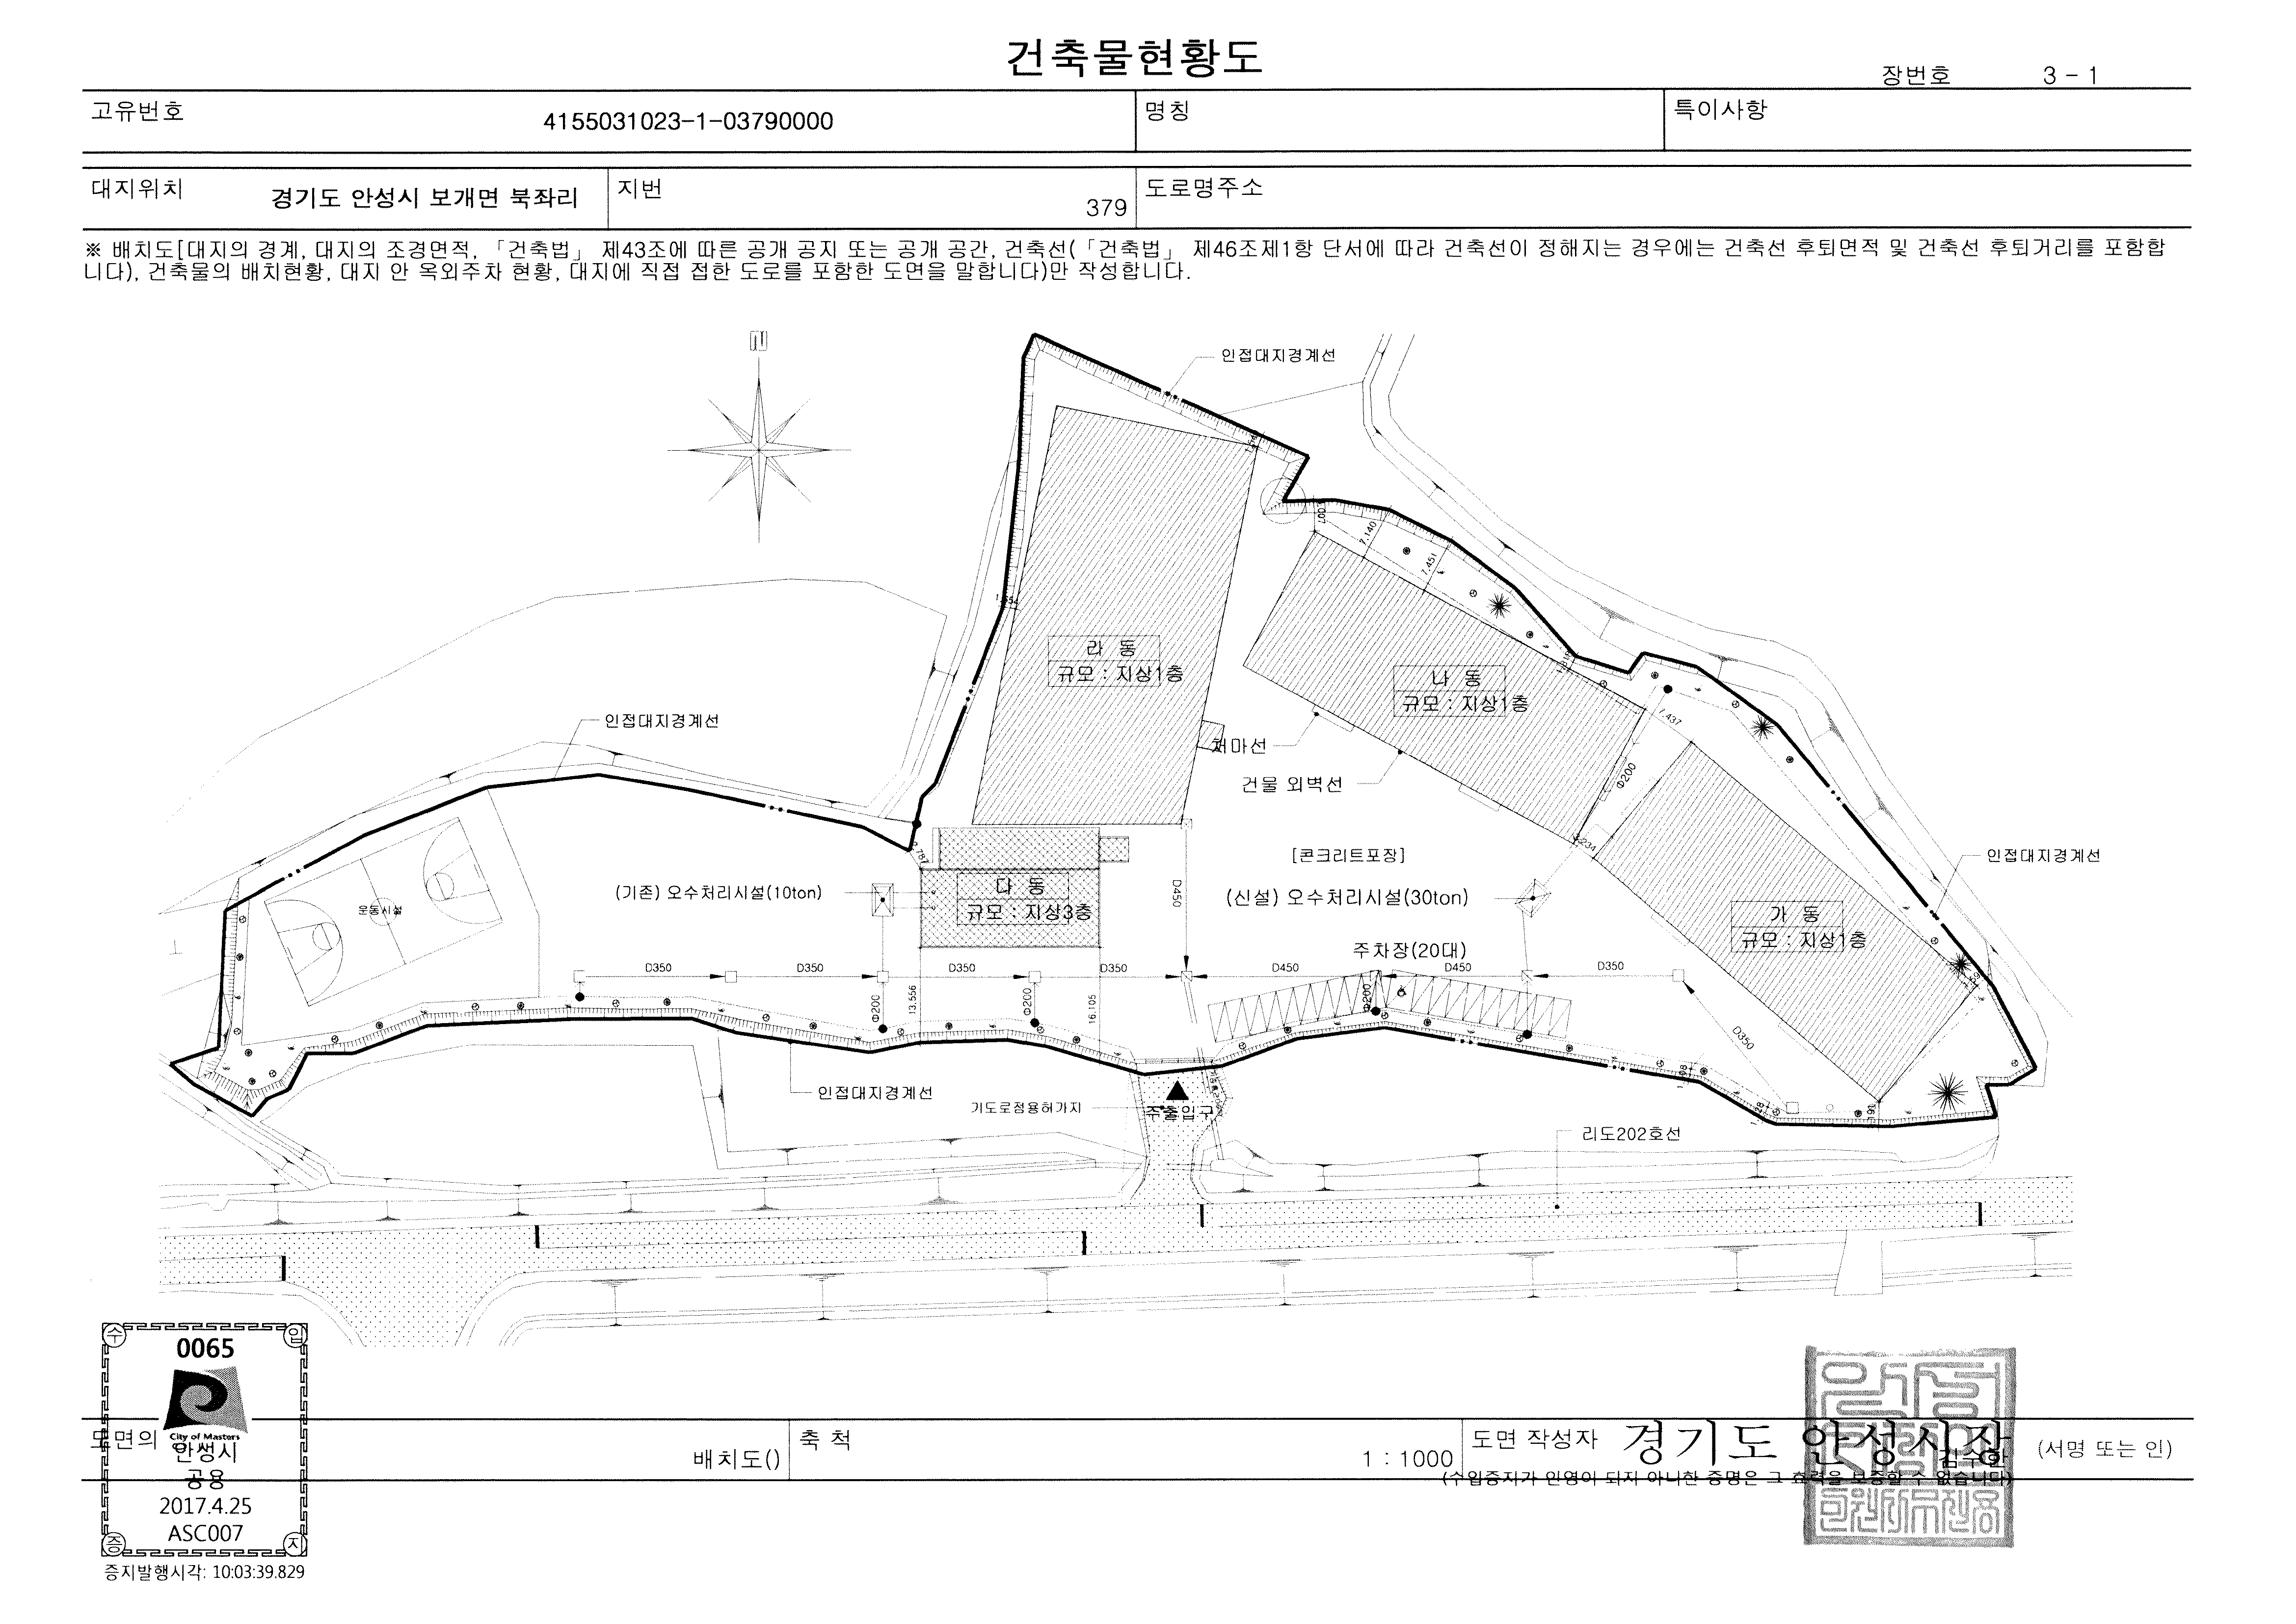 건축물현황도
장번호 3 - 1
고유번호 4155031023-1-03790000 명칭 특이사항
대지위치 경기도 안성시 보개면 북좌리 지번 379 도로명주소
※ 배치도[대지의 경계, 대지의 조경면적, 「건축법」 제43조에 따른 공개 공지 또는 공개 공간, 건축선(「건축법」 제46조제1항 단서에 따라 건축선이 정해지는 경우에는 건축선 후퇴면적 및 건축선 후퇴거리를 포함합
니다), 건축물의 배치현황, 대지 안 옥외주차 현황, 대지에 직접 접한 도로를 포함한 도면을 말합니다)만 작성합니다.
인접대지경계선
7.140
7.451
라 동
규모 : 지상1층
나 동
규모 : 지상1층
인접대지경계선
7.437
처마선
건물 외벽선
Φ200
[콘크리트포장]
인접대지경계선
(기존) 오수처리시설(10ton)
다 동
규모 : 지상3층
D450
(신설) 오수처리시설(30ton)
운동시설
가 동
규모 : 지상1층
주차장(20대)
D350 D350 D350 D350 D450 D450 D350
Φ200 13.556 Φ200 16.105 Φ200
D350
인접대지경계선
기도로점용허가지
주출입구
리도202호선
수 입
0065
City of Masters
안성시
공용
2017.4.25
ASC007
증 지
증지발행시각: 10:03:39.829
배치도()
축 척 1 : 1000
도면 작성자 경기도 안성시장 (서명 또는 인)
(수입증지가 인영이 되지 아니한 증명은 그 효력을 보증할 수 없습니다)